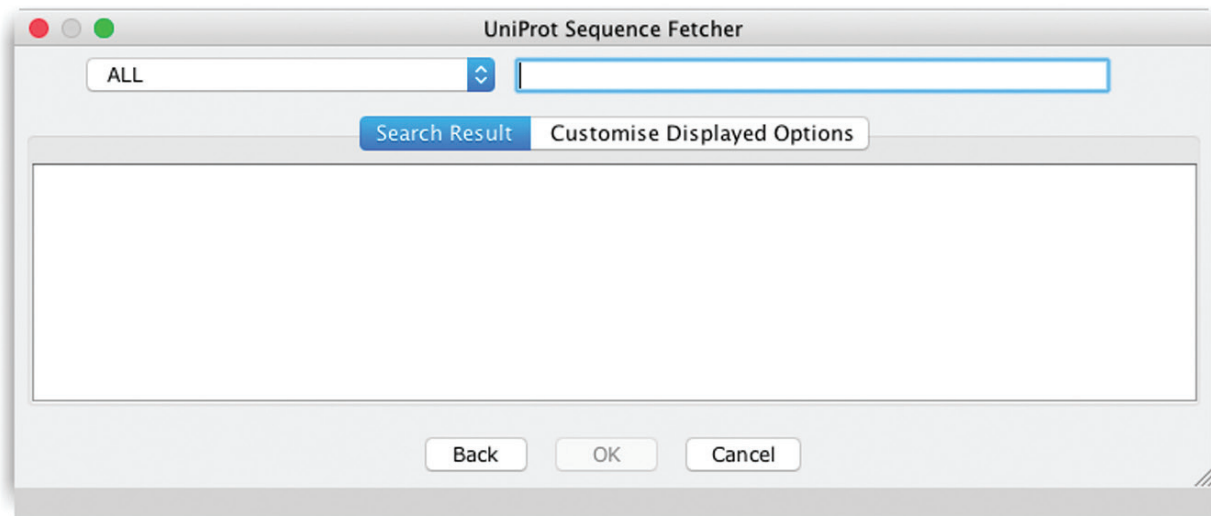 UniProt Sequence Fetcher
ALL
Search Result Customise Displayed Options
Back OK Cancel